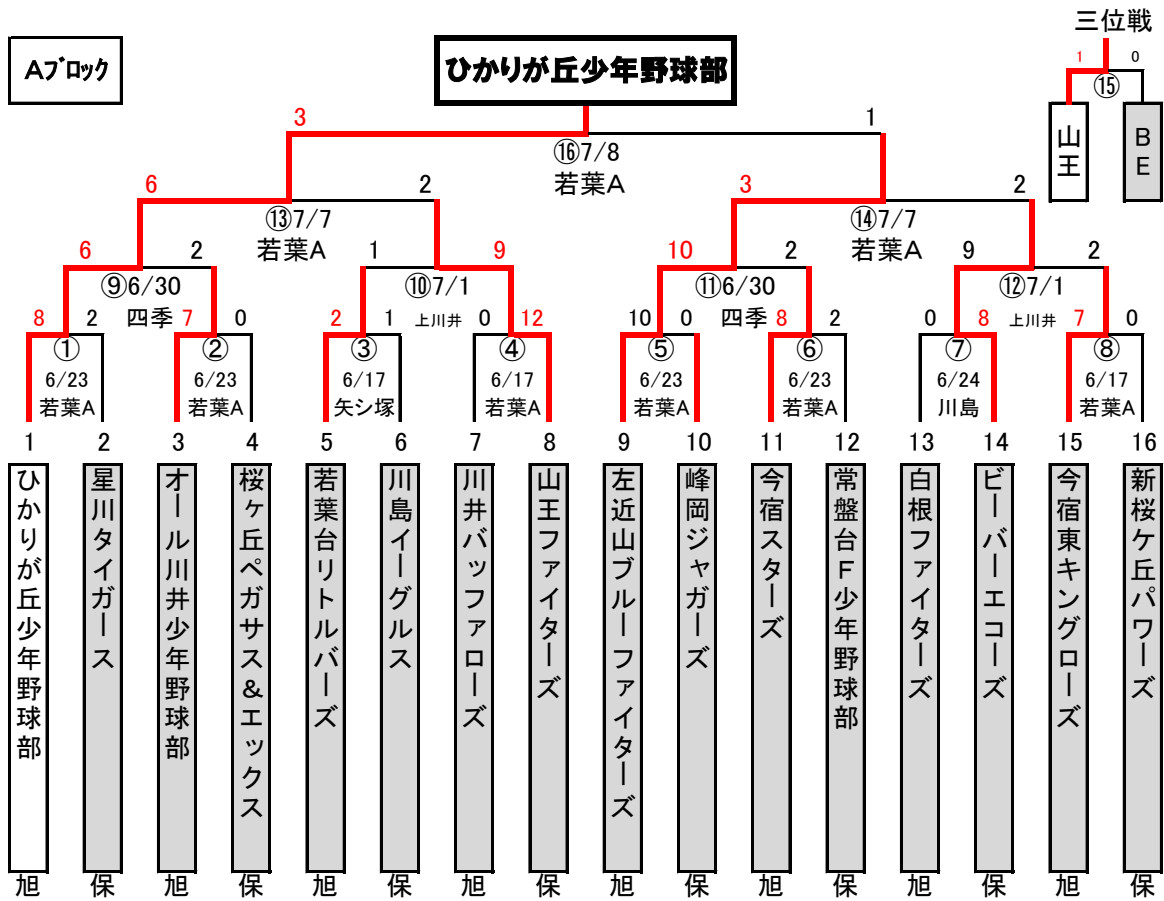 三位戦
Aブロック
ひかりが丘少年野球部
1 0
⑮
山王
BE
3 1
⑯7/8
若葉A
6 2 3 2
⑬7/7 ⑭7/7
若葉A 若葉A
6 2 1 9 10 2 9 2
⑨6/30 ⑩7/1 ⑪6/30 ⑫7/1
四季 上川井 四季 上川井
8 2 7 0 2 1 0 12 10 0 8 2 0 8 7 0
① ② ③ ④ ⑤ ⑥ ⑦ ⑧
6/23 6/23 6/17 6/17 6/23 6/23 6/24 6/17
若葉A 若葉A 矢シ塚 若葉A 若葉A 若葉A 川島 若葉A
1 2 3 4 5 6 7 8 9 10 11 12 13 14 15 16
ひかりが丘少年野球部
星川タイガース
オール川井少年野球部
桜ヶ丘ペガサス&エックス
若葉台リトルバーズ
川島イーグルス
川井バッファローズ
山王ファイターズ
左近山ブルーファイターズ
峰岡ジャガーズ
今宿スターズ
常盤台F少年野球部
白根ファイターズ
ビーバーエコーズ
今宿東キングローズ
新桜ケ丘パワーズ
旭 保 旭 保 旭 保 旭 保 旭 保 旭 保 旭 保 旭 保